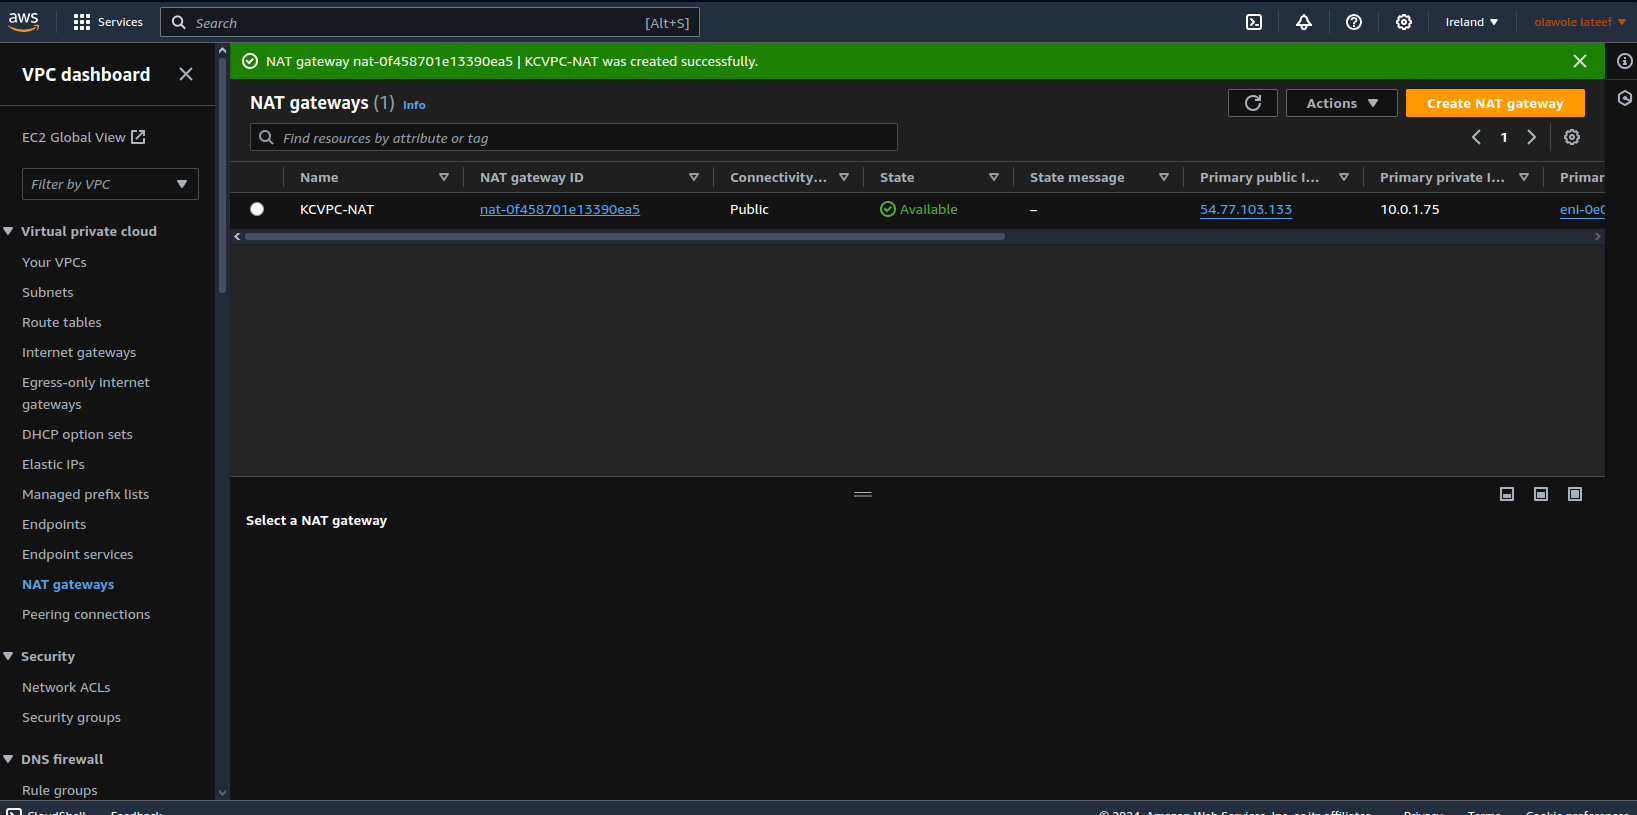 aws
Services
Search
[Alt+S]
Ireland
olawole lateef
VPC dashboard
EC2 Global View
Filter by VPC
Virtual private cloud
Your VPCs
Subnets
Route tables
Internet gateways
Egress-only internet
gateways
DHCP option sets
Elastic IPs
Managed prefix lists
Endpoints
Endpoint services
NAT gateways
Peering connections
Security
Network ACLs
Security groups
DNS firewall
Rule groups
NAT gateway nat-0f458701e13390ea5 | KCVPC-NAT was created successfully.
NAT gateways (1) Info
Actions
Create NAT gateway
Find resources by attribute or tag
1
Name NAT gateway ID Connectivity... State State message Primary public I... Primary private I... Primar
KCVPC-NAT nat-0f458701e13390ea5 Public Available – 54.77.103.133 10.0.1.75 eni-0e0
Select a NAT gateway
CloudShell Feedback © 2024, Amazon Web Services, Inc. or its affiliates. Privacy Terms Cookie preferences